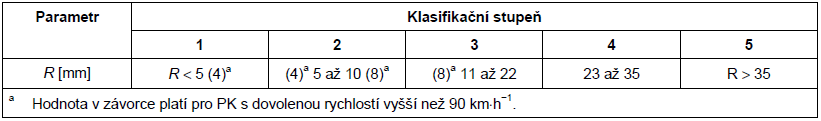 Parametr Klasifikační stupeň
1 2 3 4 5
R [mm] R < 5 (4)ª (4)ª 5 až 10 (8)ª (8)ª 11 až 22 23 až 35 R > 35
ª Hodnota v závorce platí pro PK s dovolenou rychlostí vyšší než 90 km·h⁻¹.